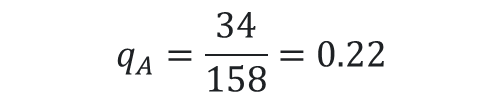 q_A = 34/158 = 0.22